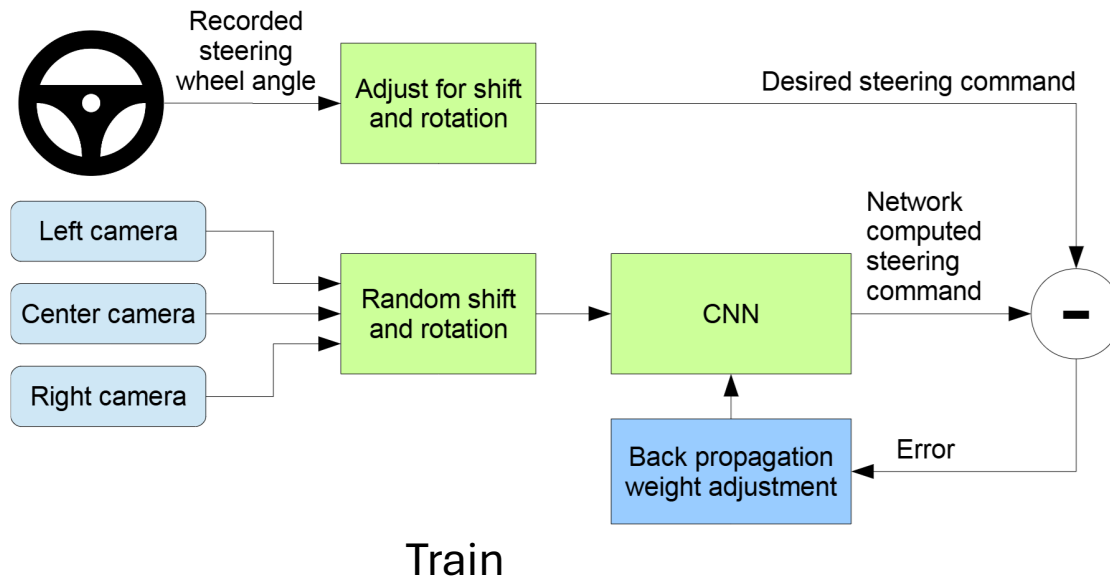 Recorded
steering
wheel angle
Adjust for shift
and rotation
Desired steering command
Left camera
Center camera
Right camera
Random shift
and rotation
CNN
Network
computed
steering
command
-
Back propagation
weight adjustment
Error
Train